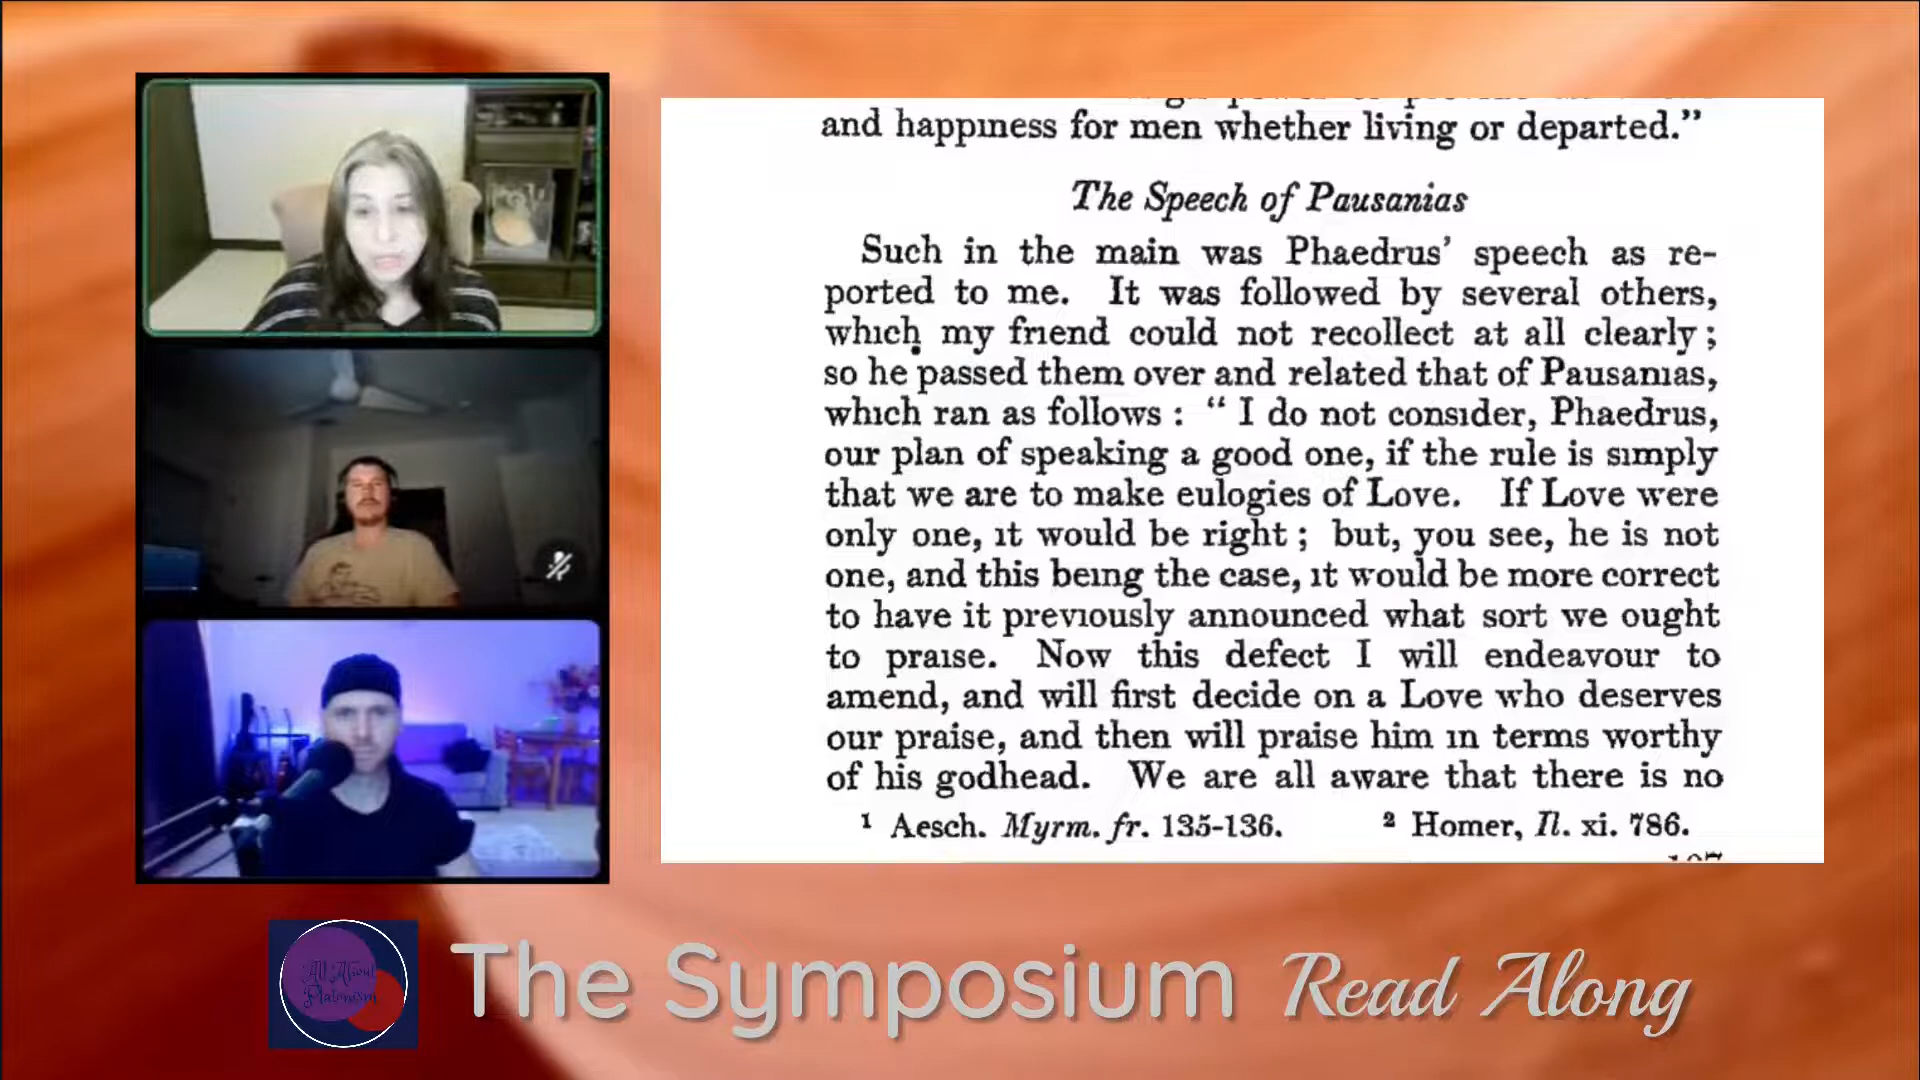 and happiness for men whether living or departed.”
The Speech of Pausanias
Such in the main was Phaedrus’ speech as re-
ported to me. It was followed by several others,
which my friend could not recollect at all clearly ;
so he passed them over and related that of Pausanias,
which ran as follows : “ I do not consider, Phaedrus,
our plan of speaking a good one, if the rule is simply
that we are to make eulogies of Love. If Love were
only one, it would be right ; but, you see, he is not
one, and this being the case, it would be more correct
to have it previously announced what sort we ought
to praise. Now this defect I will endeavour to
amend, and will first decide on a Love who deserves
our praise, and then will praise him in terms worthy
of his godhead. We are all aware that there is no
1 Aesch. Myrm. fr. 135-136. 2 Homer, Il. xi. 786.
All About
Platonism
The Symposium Read Along